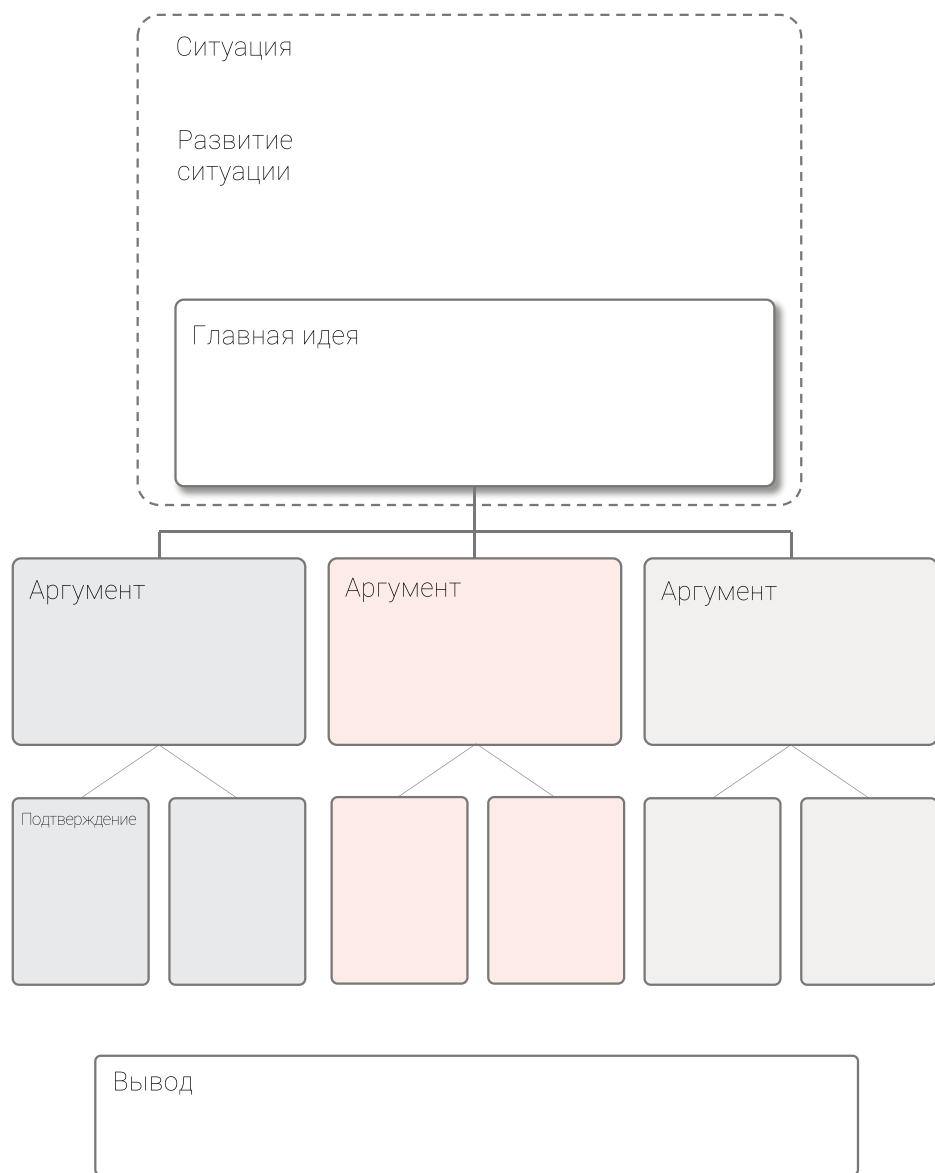 Ситуация
Развитие
ситуации
Главная идея
Аргумент
Аргумент
Аргумент
Подтверждение
Вывод